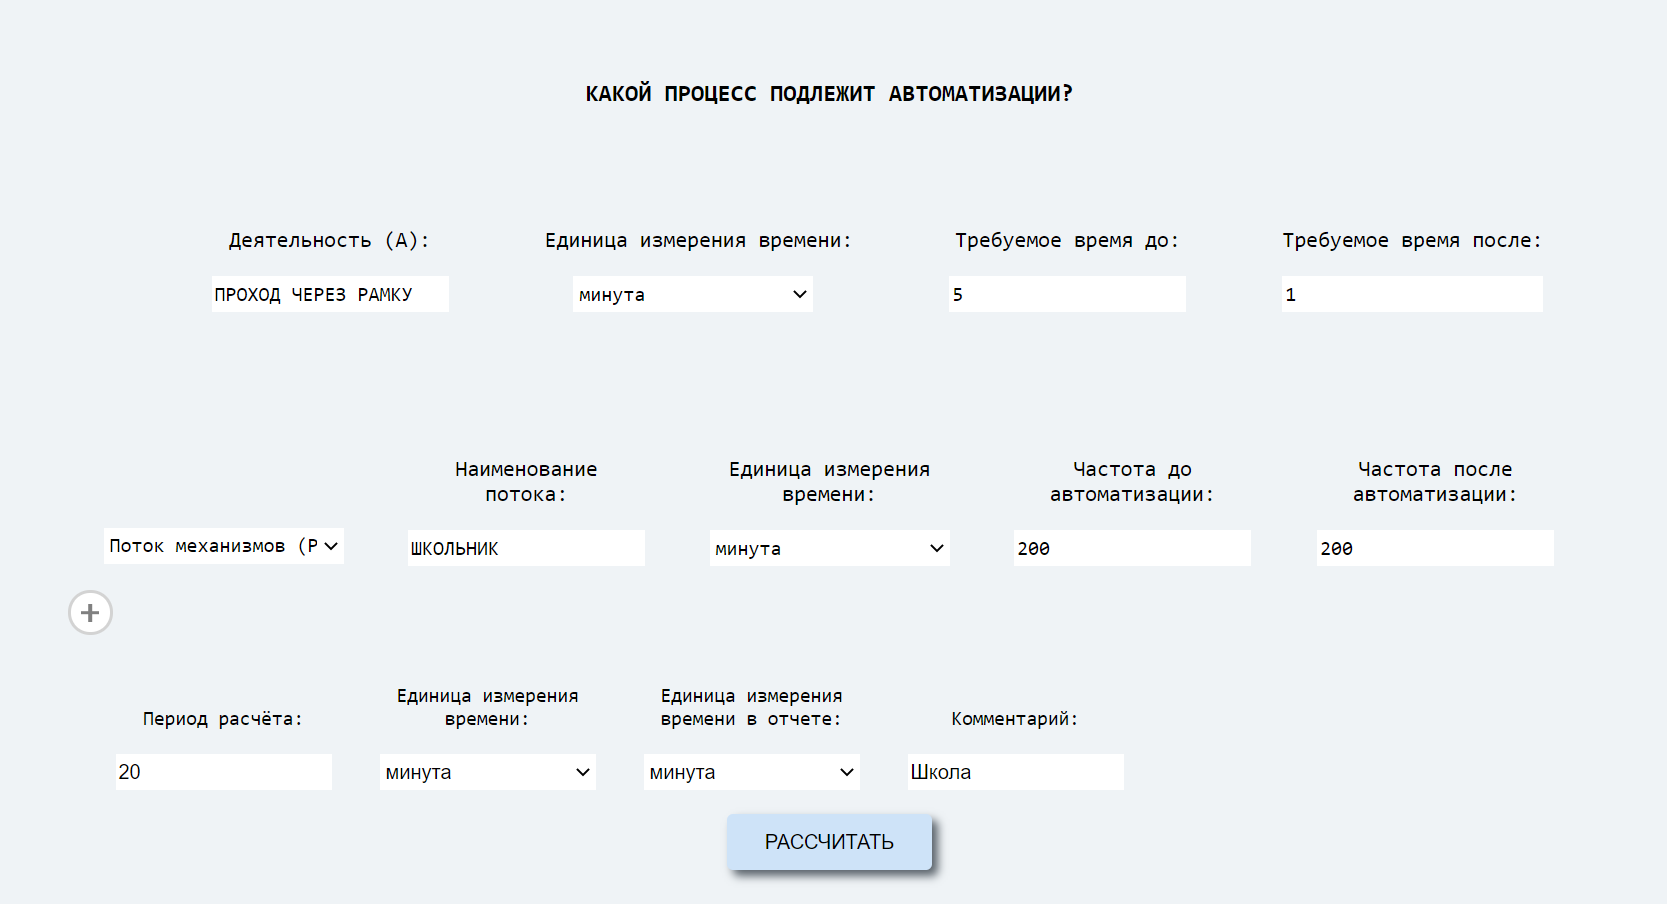 КАКОЙ ПРОЦЕСС ПОДЛЕЖИТ АВТОМАТИЗАЦИИ?
Деятельность (А): Единица измерения времени: Требуемое время до: Требуемое время после:
ПРОХОД ЧЕРЕЗ РАМКУ минута 5 1
Наименование Единица измерения Частота до Частота после
потока: времени: автоматизации: автоматизации:
Поток механизмов (Р ШКОЛЬНИК минута 200 200
+
Единица измерения Единица измерения
Период расчёта: времени: времени в отчете: Комментарий:
20 минута минута Школа
РАССЧИТАТЬ